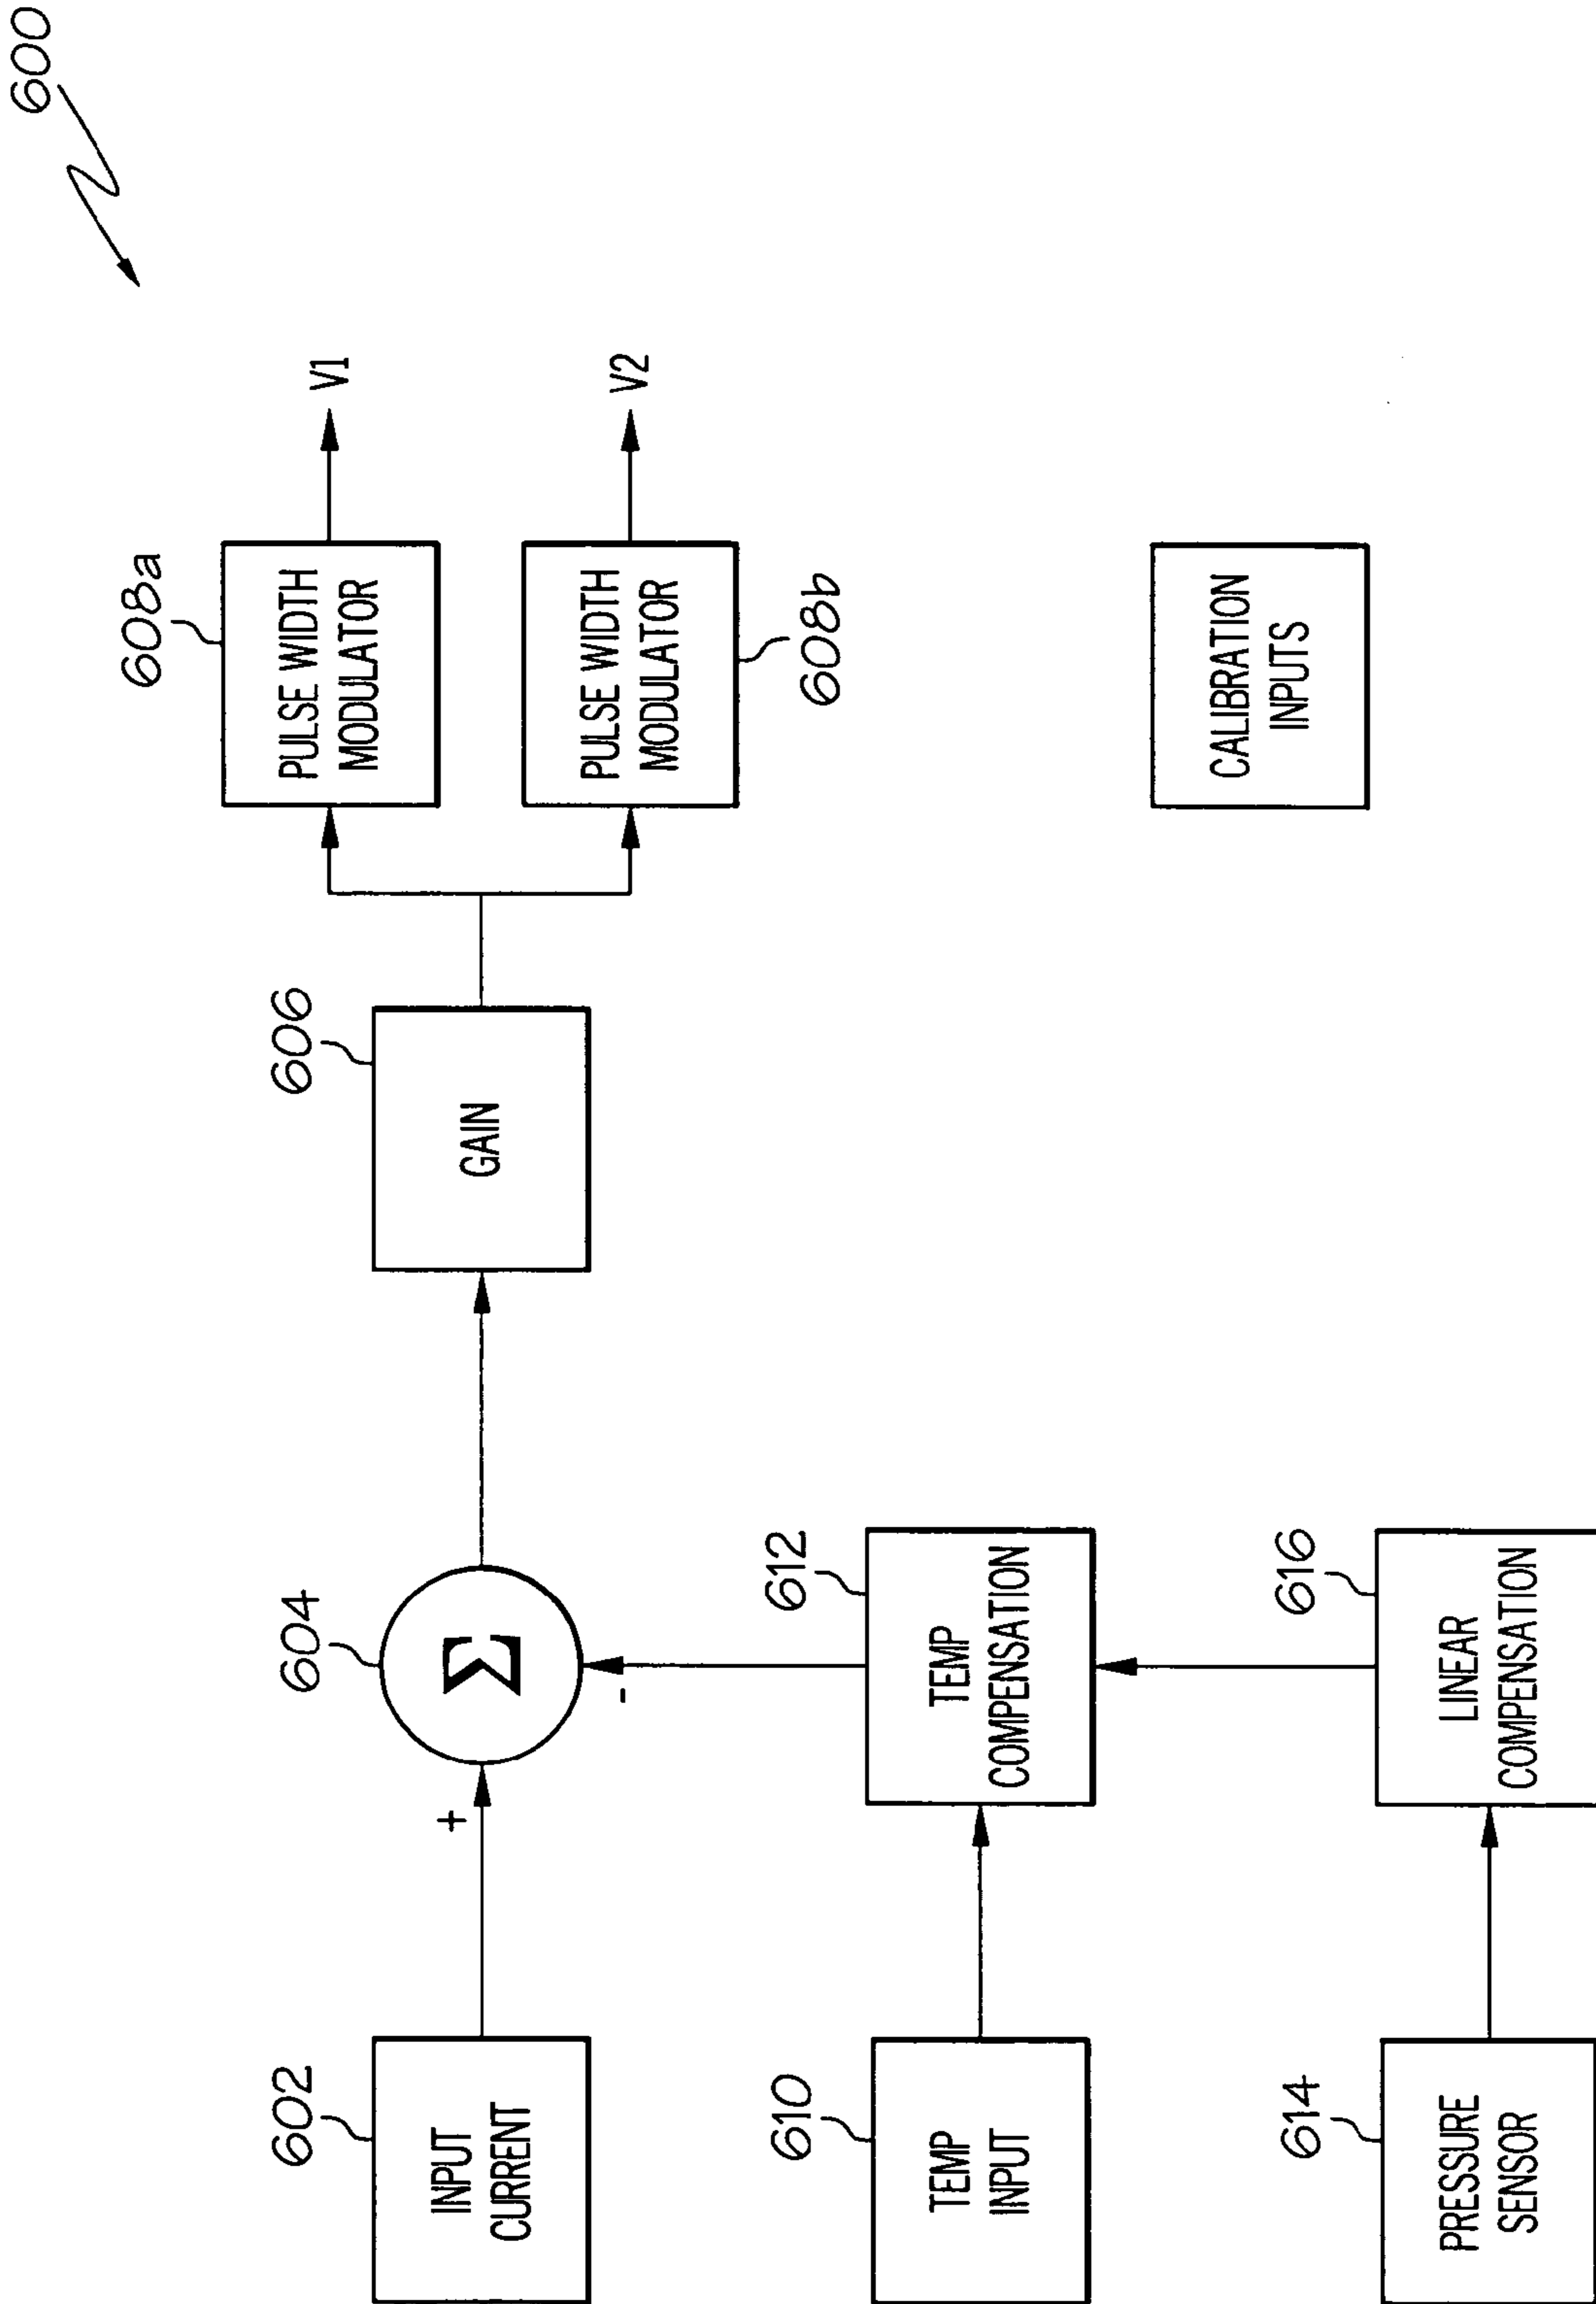 600
608a
PULSE WIDTH
MODULATOR
V1
PULSE WIDTH
MODULATOR
V2
608b
606
GAIN
604
Σ
+
-
602
INPUT
CURRENT
612
TEMP
COMPENSATION
610
TEMP
INPUT
616
LINEAR
COMPENSATION
614
PRESSURE
SENSOR
CALIBRATION
INPUTS